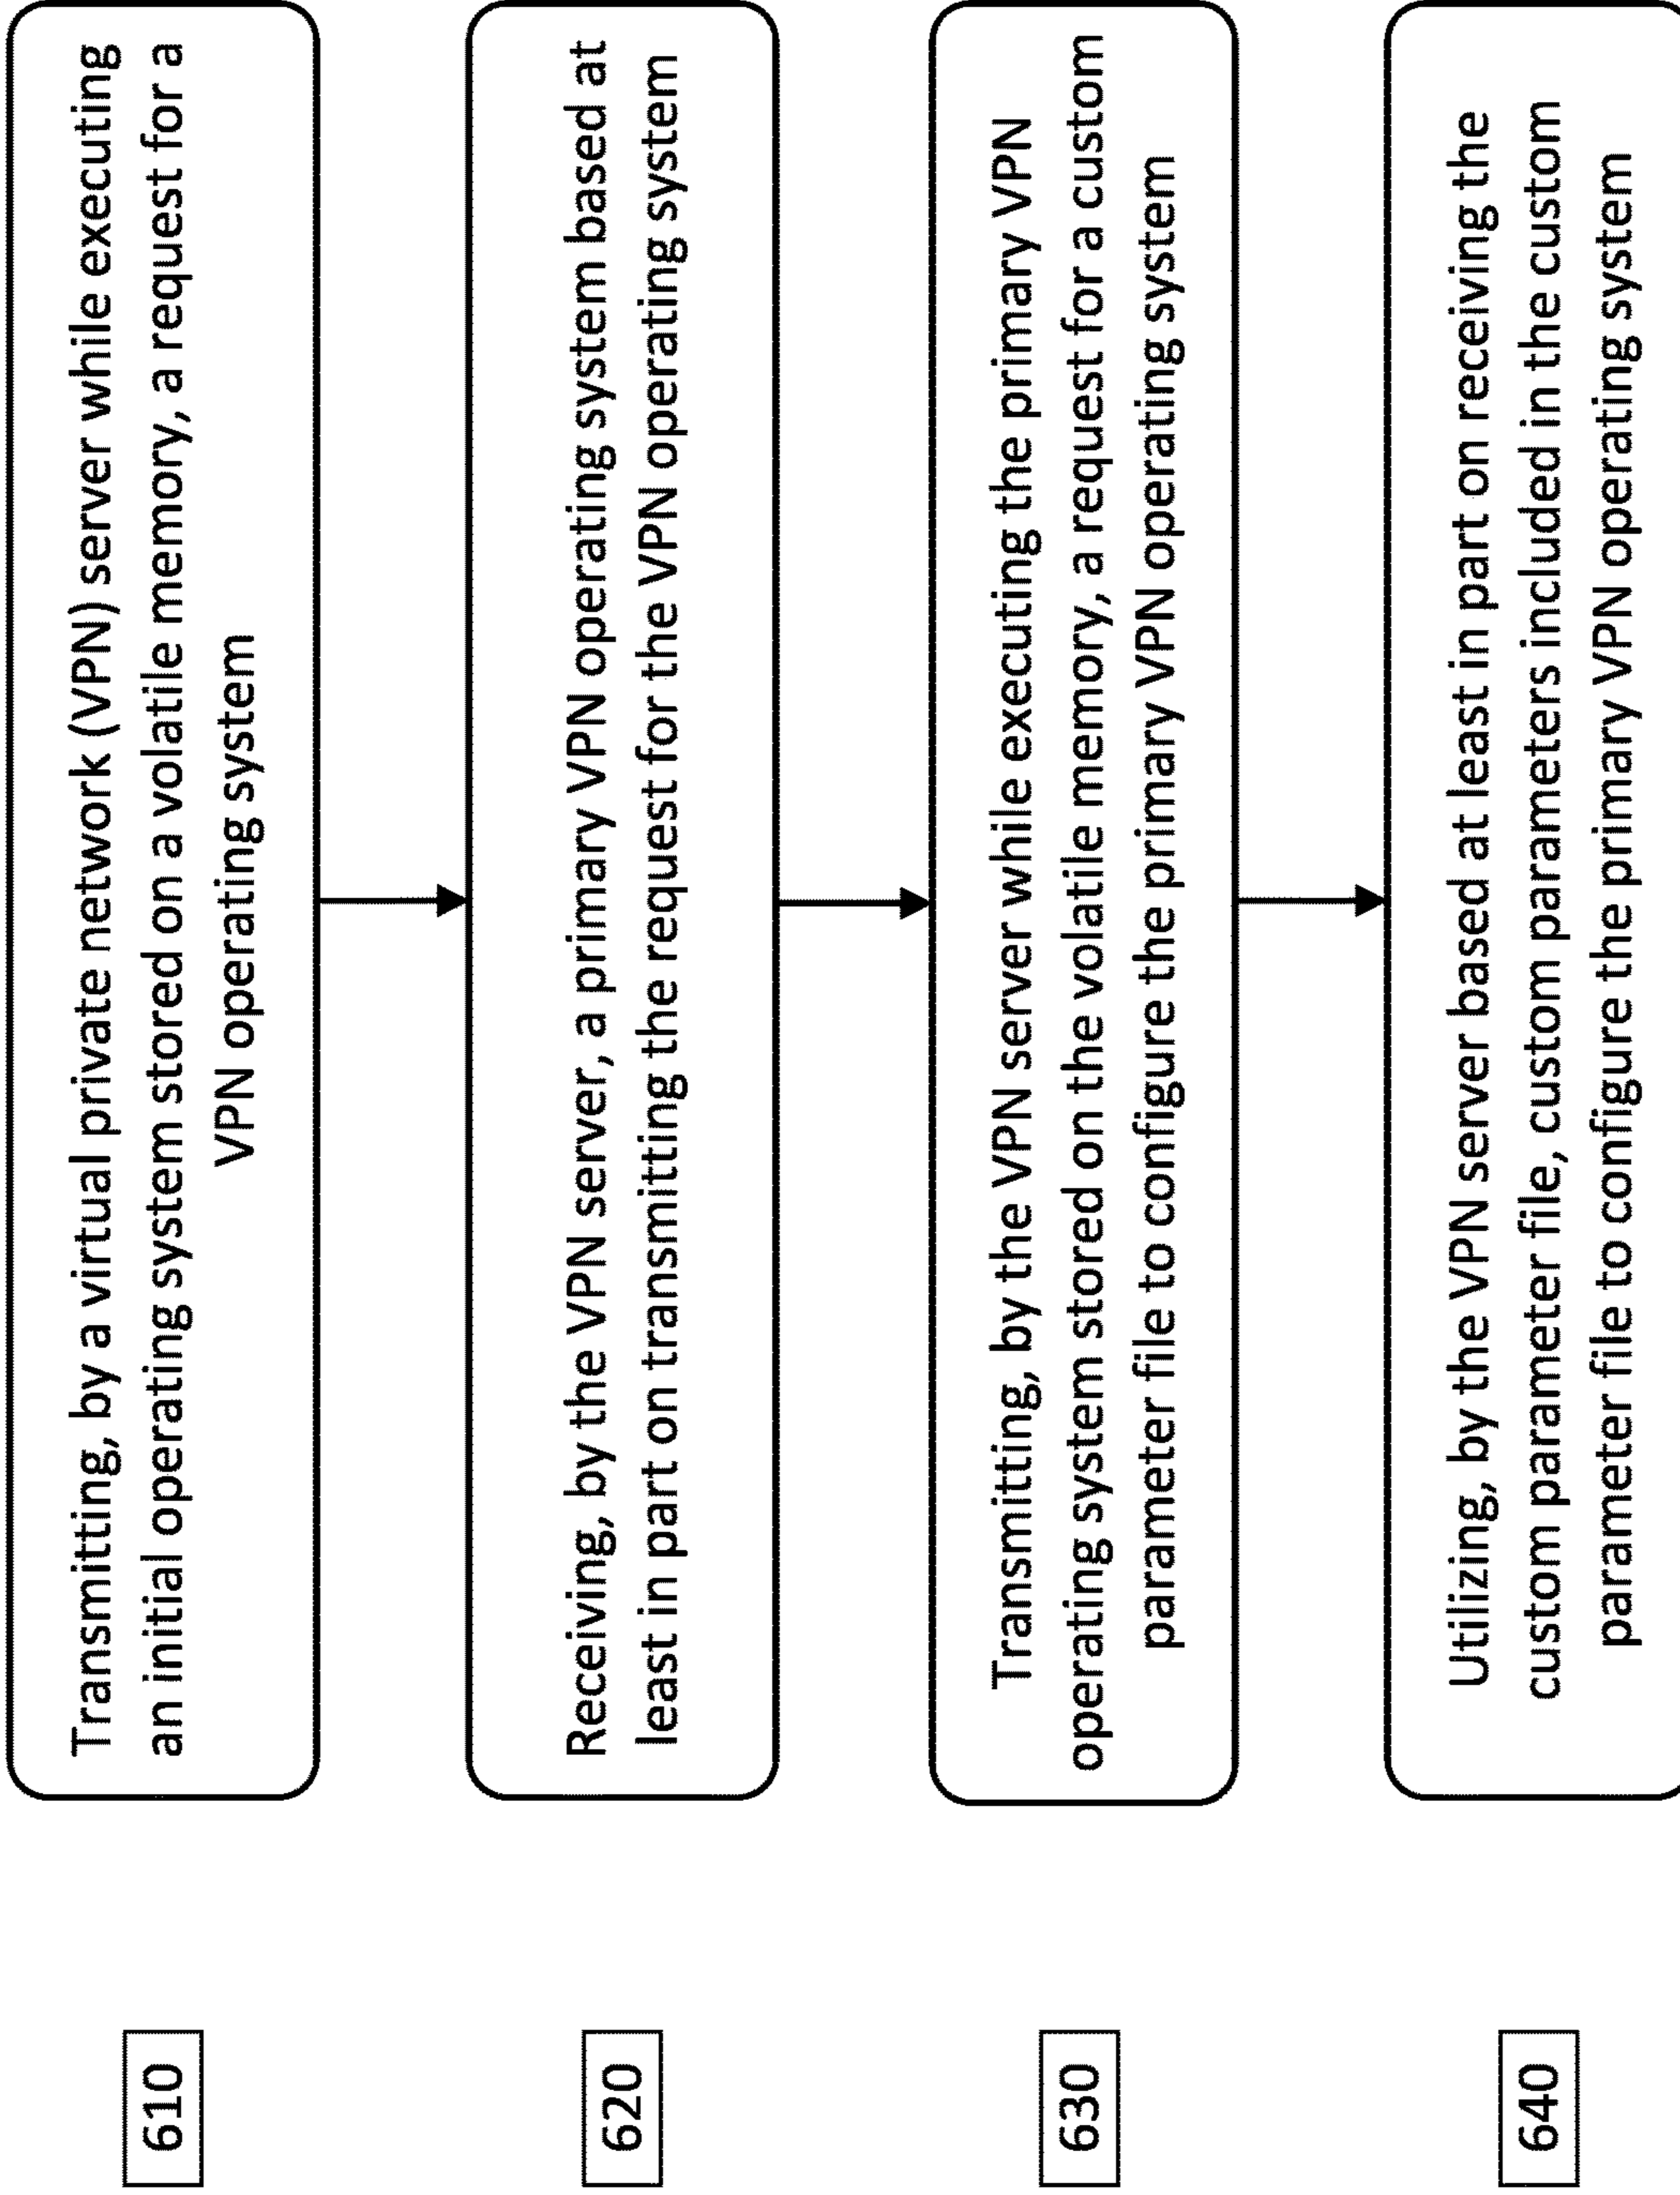 610
Transmitting, by a virtual private network (VPN) server while executing
an initial operating system stored on a volatile memory, a request for a
VPN operating system
620
Receiving, by the VPN server, a primary VPN operating system based at
least in part on transmitting the request for the VPN operating system
630
Transmitting, by the VPN server while executing the primary VPN
operating system stored on the volatile memory, a request for a custom
parameter file to configure the primary VPN operating system
640
Utilizing, by the VPN server based at least in part on receiving the
custom parameter file, custom parameters included in the custom
parameter file to configure the primary VPN operating system